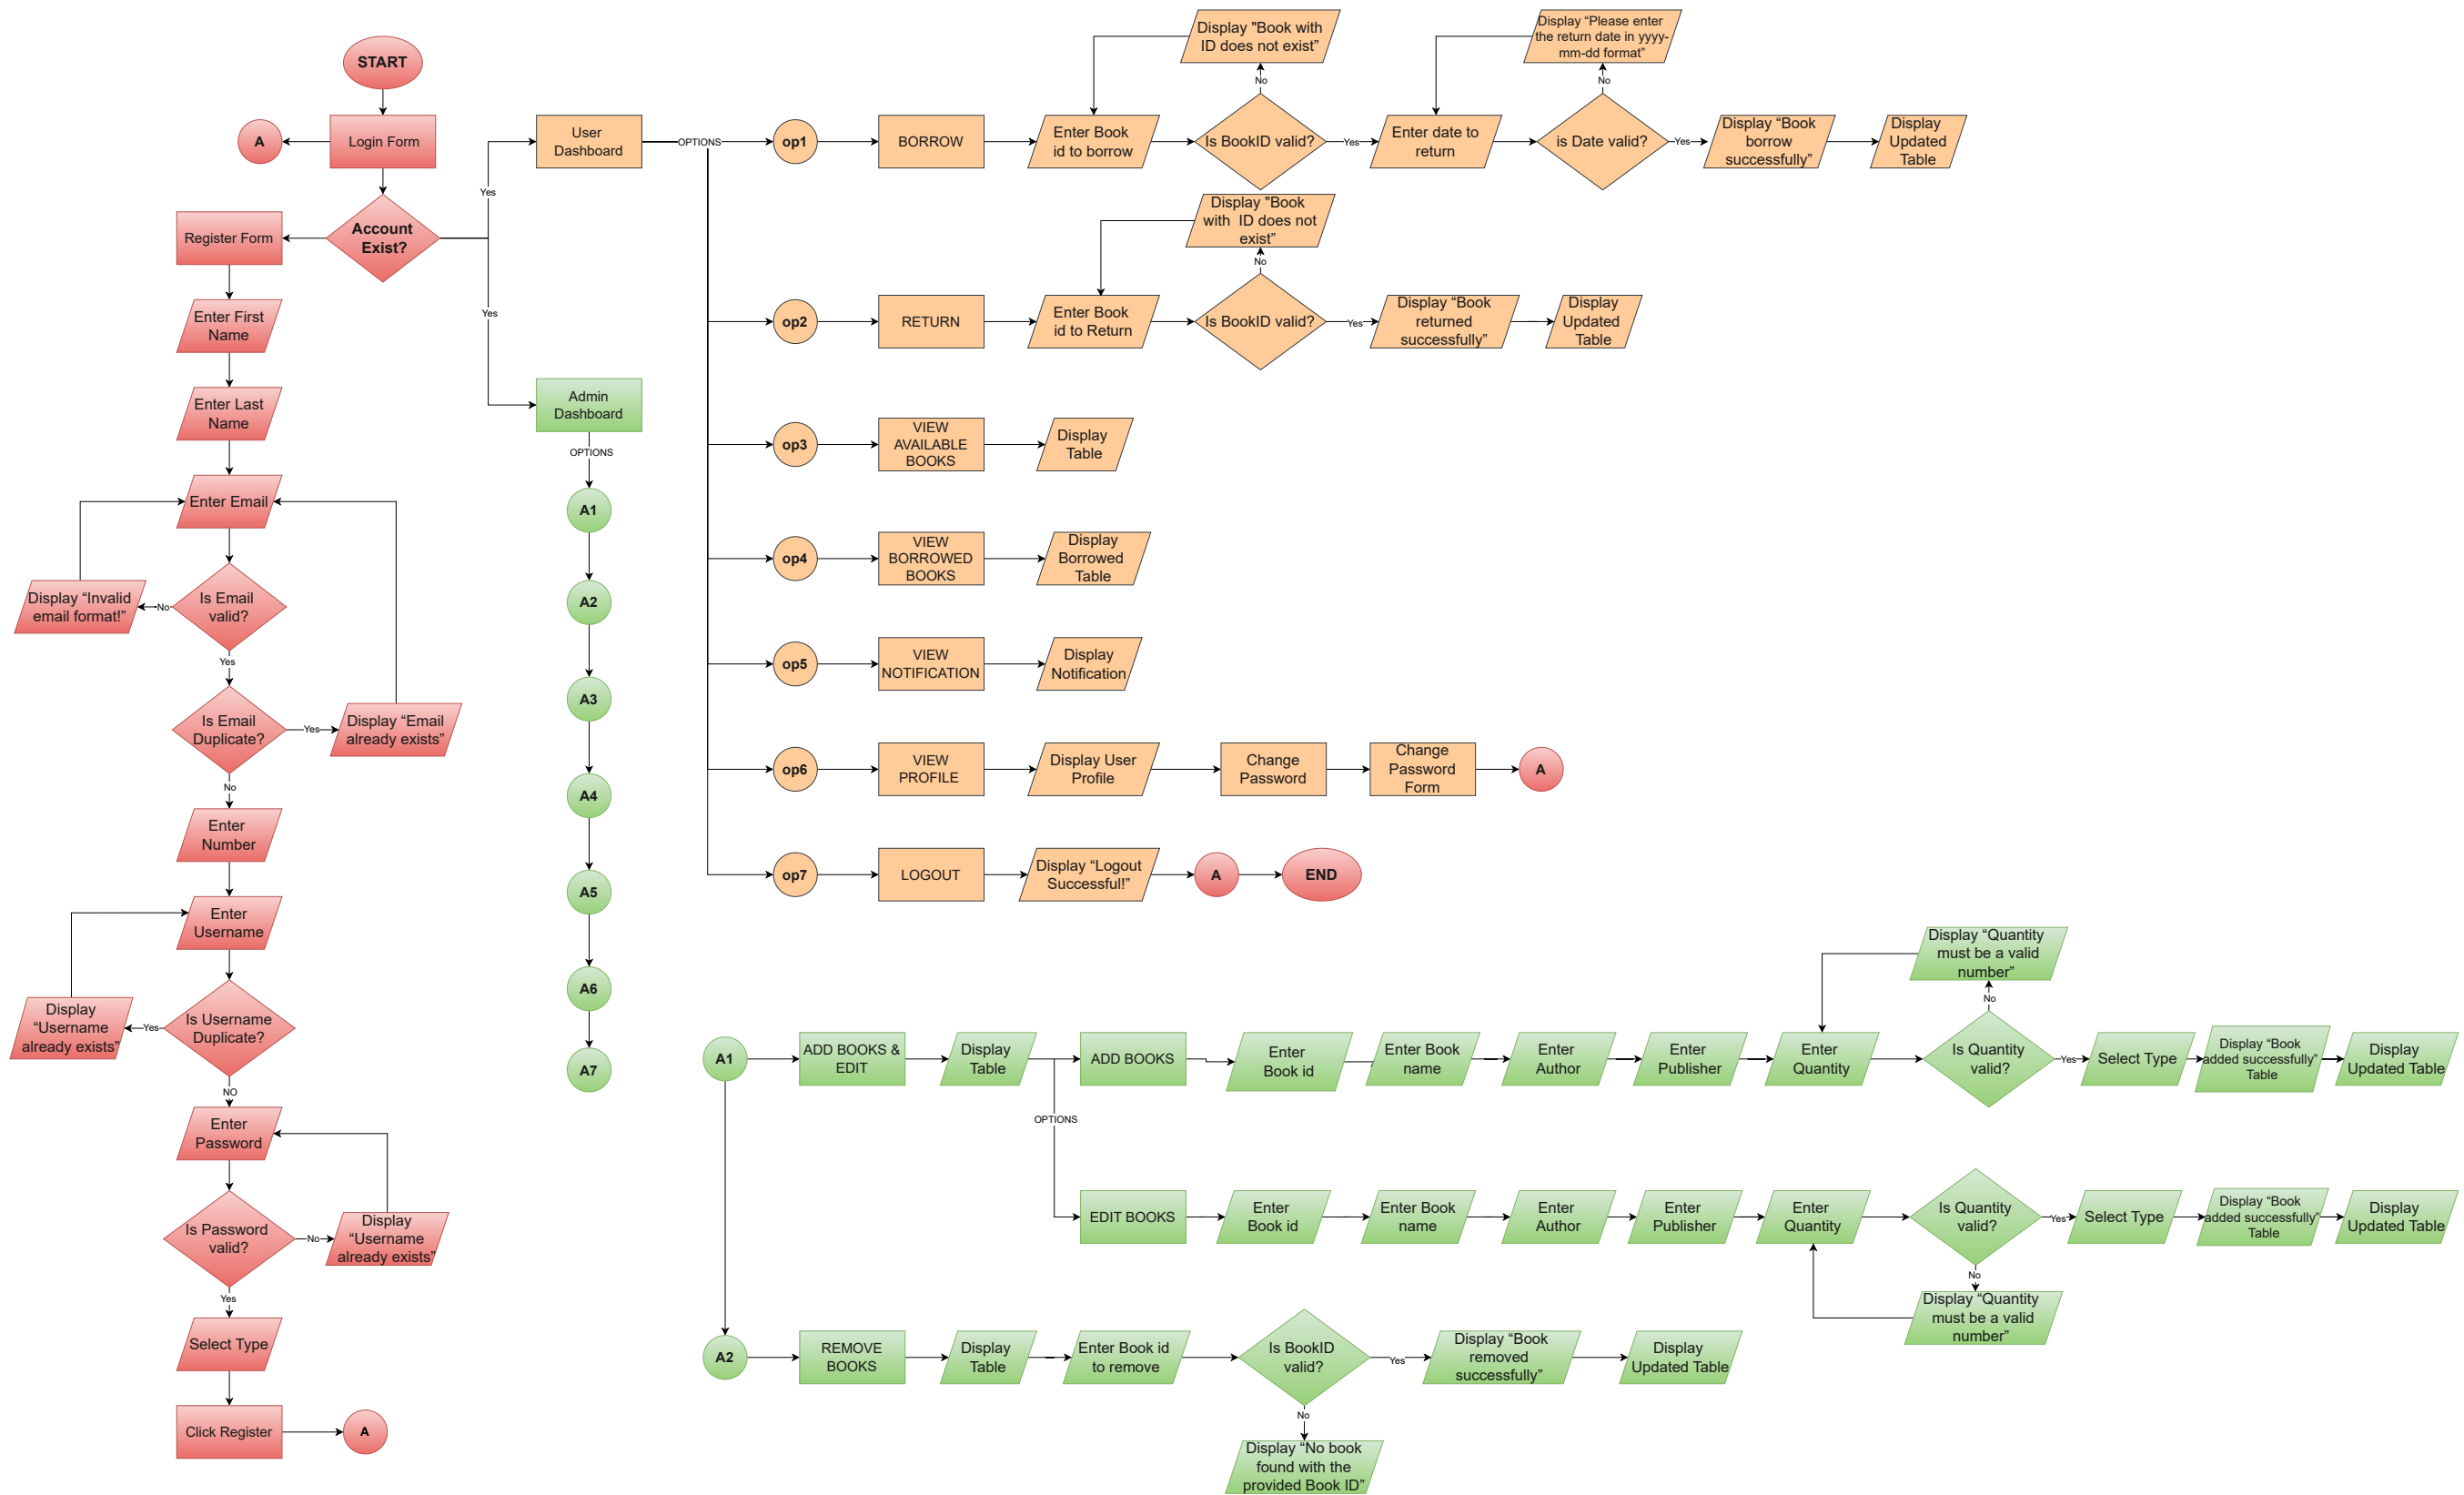 START
A
Login Form
Account
Exist?
Yes
Yes
Register Form
Enter First
Name
Enter Last
Name
Enter Email
Is Email
valid?
No
Display “Invalid
email format!”
Yes
Is Email
Duplicate?
Yes
Display “Email
already exists”
No
Enter
Number
Enter
Username
Is Username
Duplicate?
Yes
Display
“Username
already exists”
NO
Enter
Password
Is Password
valid?
No
Display
“Username
already exists”
Yes
Select Type
Click Register
A
User
Dashboard
OPTIONS
Admin
Dashboard
OPTIONS
A1
A2
A3
A4
A5
A6
A7
op1
BORROW
Enter Book
id to borrow
Display "Book with
ID does not exist”
No
Is BookID valid?
Yes
Enter date to
return
Display “Please enter
the return date in yyyy-
mm-dd format”
No
is Date valid?
Yes
Display “Book
borrow
successfully”
Display
Updated
Table
op2
RETURN
Enter Book
id to Return
Display "Book
with ID does not
exist”
No
Is BookID valid?
Yes
Display “Book
returned
successfully”
Display
Updated
Table
op3
VIEW
AVAILABLE
BOOKS
Display
Table
op4
VIEW
BORROWED
BOOKS
Display
Borrowed
Table
op5
VIEW
NOTIFICATION
Display
Notification
op6
VIEW
PROFILE
Display User
Profile
Change
Password
Change
Password
Form
A
op7
LOGOUT
Display “Logout
Successful!”
A
END
A1
ADD BOOKS &
EDIT
Display
Table
OPTIONS
ADD BOOKS
Enter
Book id
Enter Book
name
Enter
Author
Enter
Publisher
Enter
Quantity
Display “Quantity
must be a valid
number”
No
Is Quantity
valid?
Yes
Select Type
Display “Book
added successfully”
Table
Display
Updated Table
EDIT BOOKS
Enter
Book id
Enter Book
name
Enter
Author
Enter
Publisher
Enter
Quantity
Is Quantity
valid?
Yes
Select Type
Display “Book
added successfully”
Table
Display
Updated Table
No
Display “Quantity
must be a valid
number”
A2
REMOVE
BOOKS
Display
Table
Enter Book id
to remove
Is BookID
valid?
Yes
Display “Book
removed
successfully”
Display
Updated Table
No
Display “No book
found with the
provided Book ID”